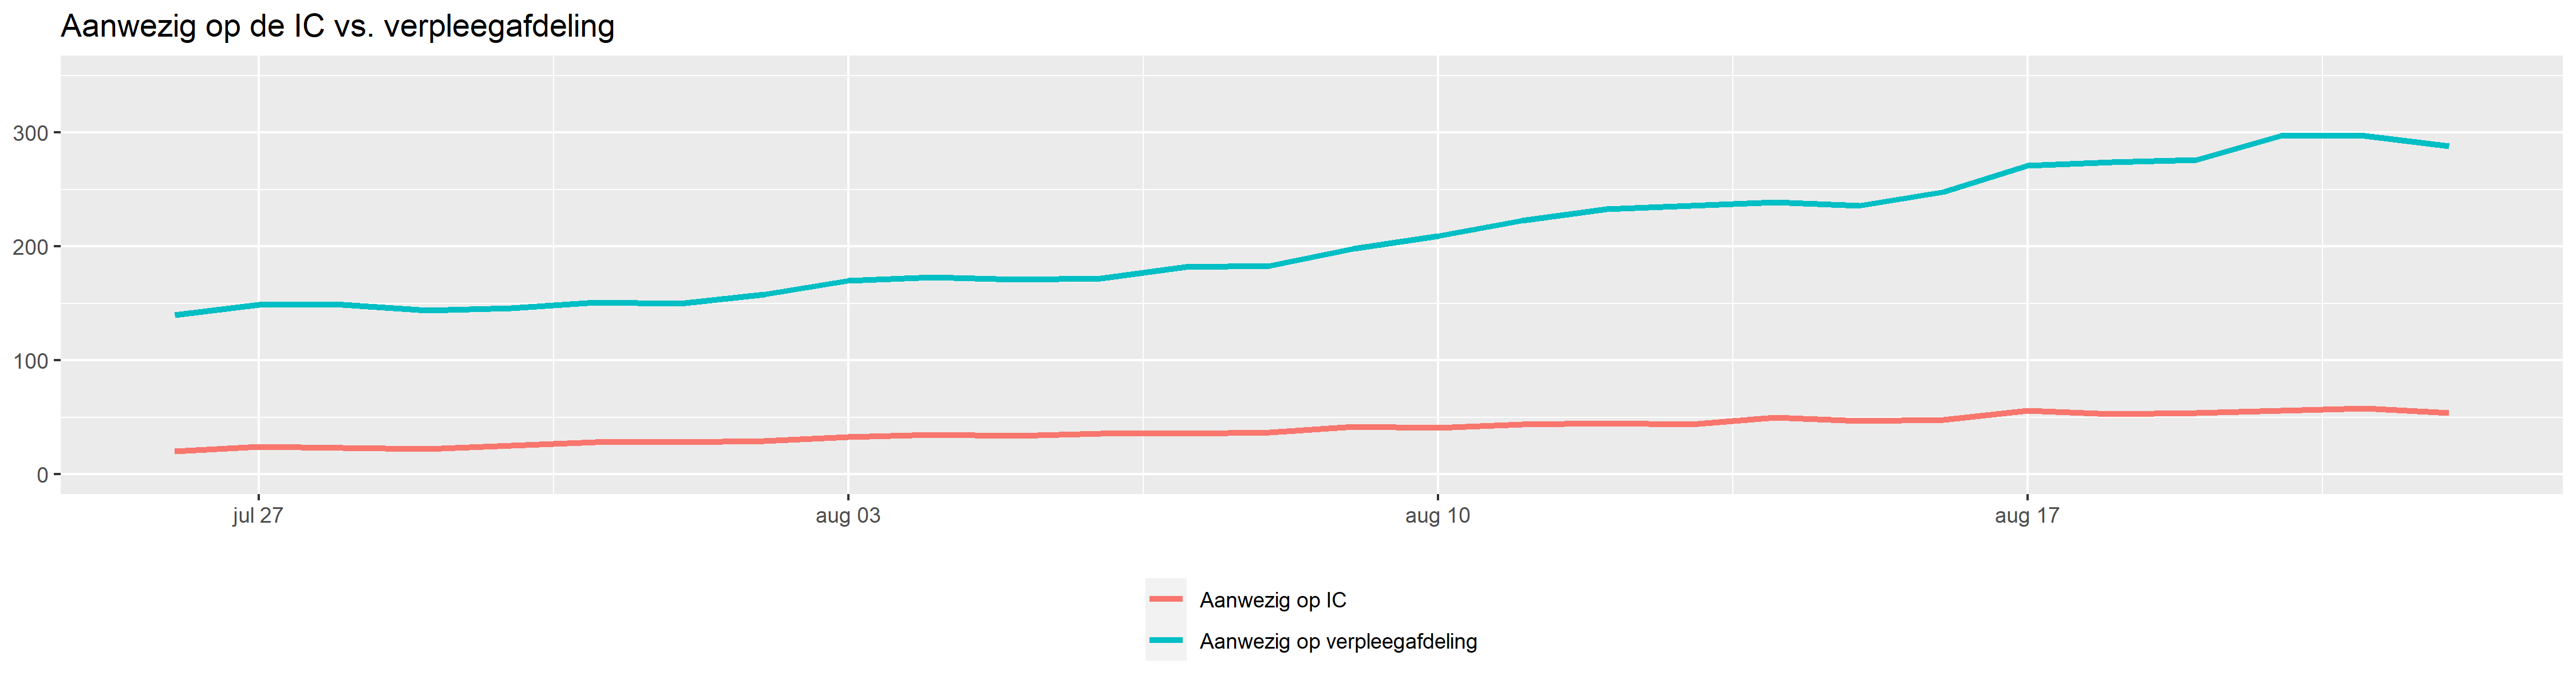 Aanwezig op de IC vs. verpleegafdeling
300
200
100
0
jul 27 aug 03 aug 10 aug 17
Aanwezig op IC
Aanwezig op verpleegafdeling